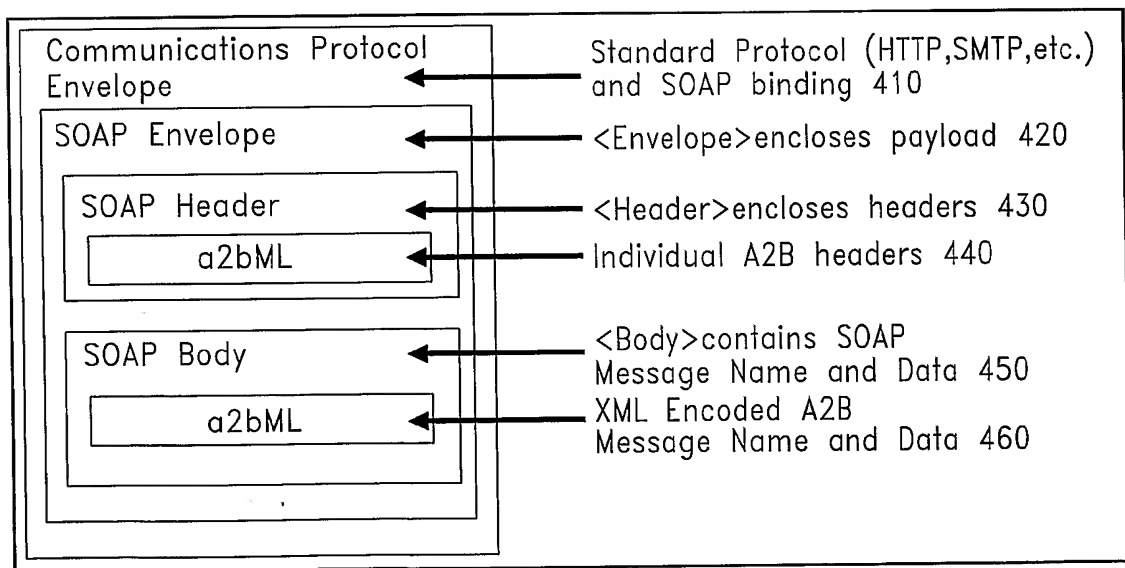 Communications Protocol
Envelope
Standard Protocol (HTTP,SMTP,etc.)
and SOAP binding 410
SOAP Envelope
<Envelope>encloses payload 420
SOAP Header
<Header>encloses headers 430
a2bML
Individual A2B headers 440
SOAP Body
<Body>contains SOAP
Message Name and Data 450
a2bML
XML Encoded A2B
Message Name and Data 460